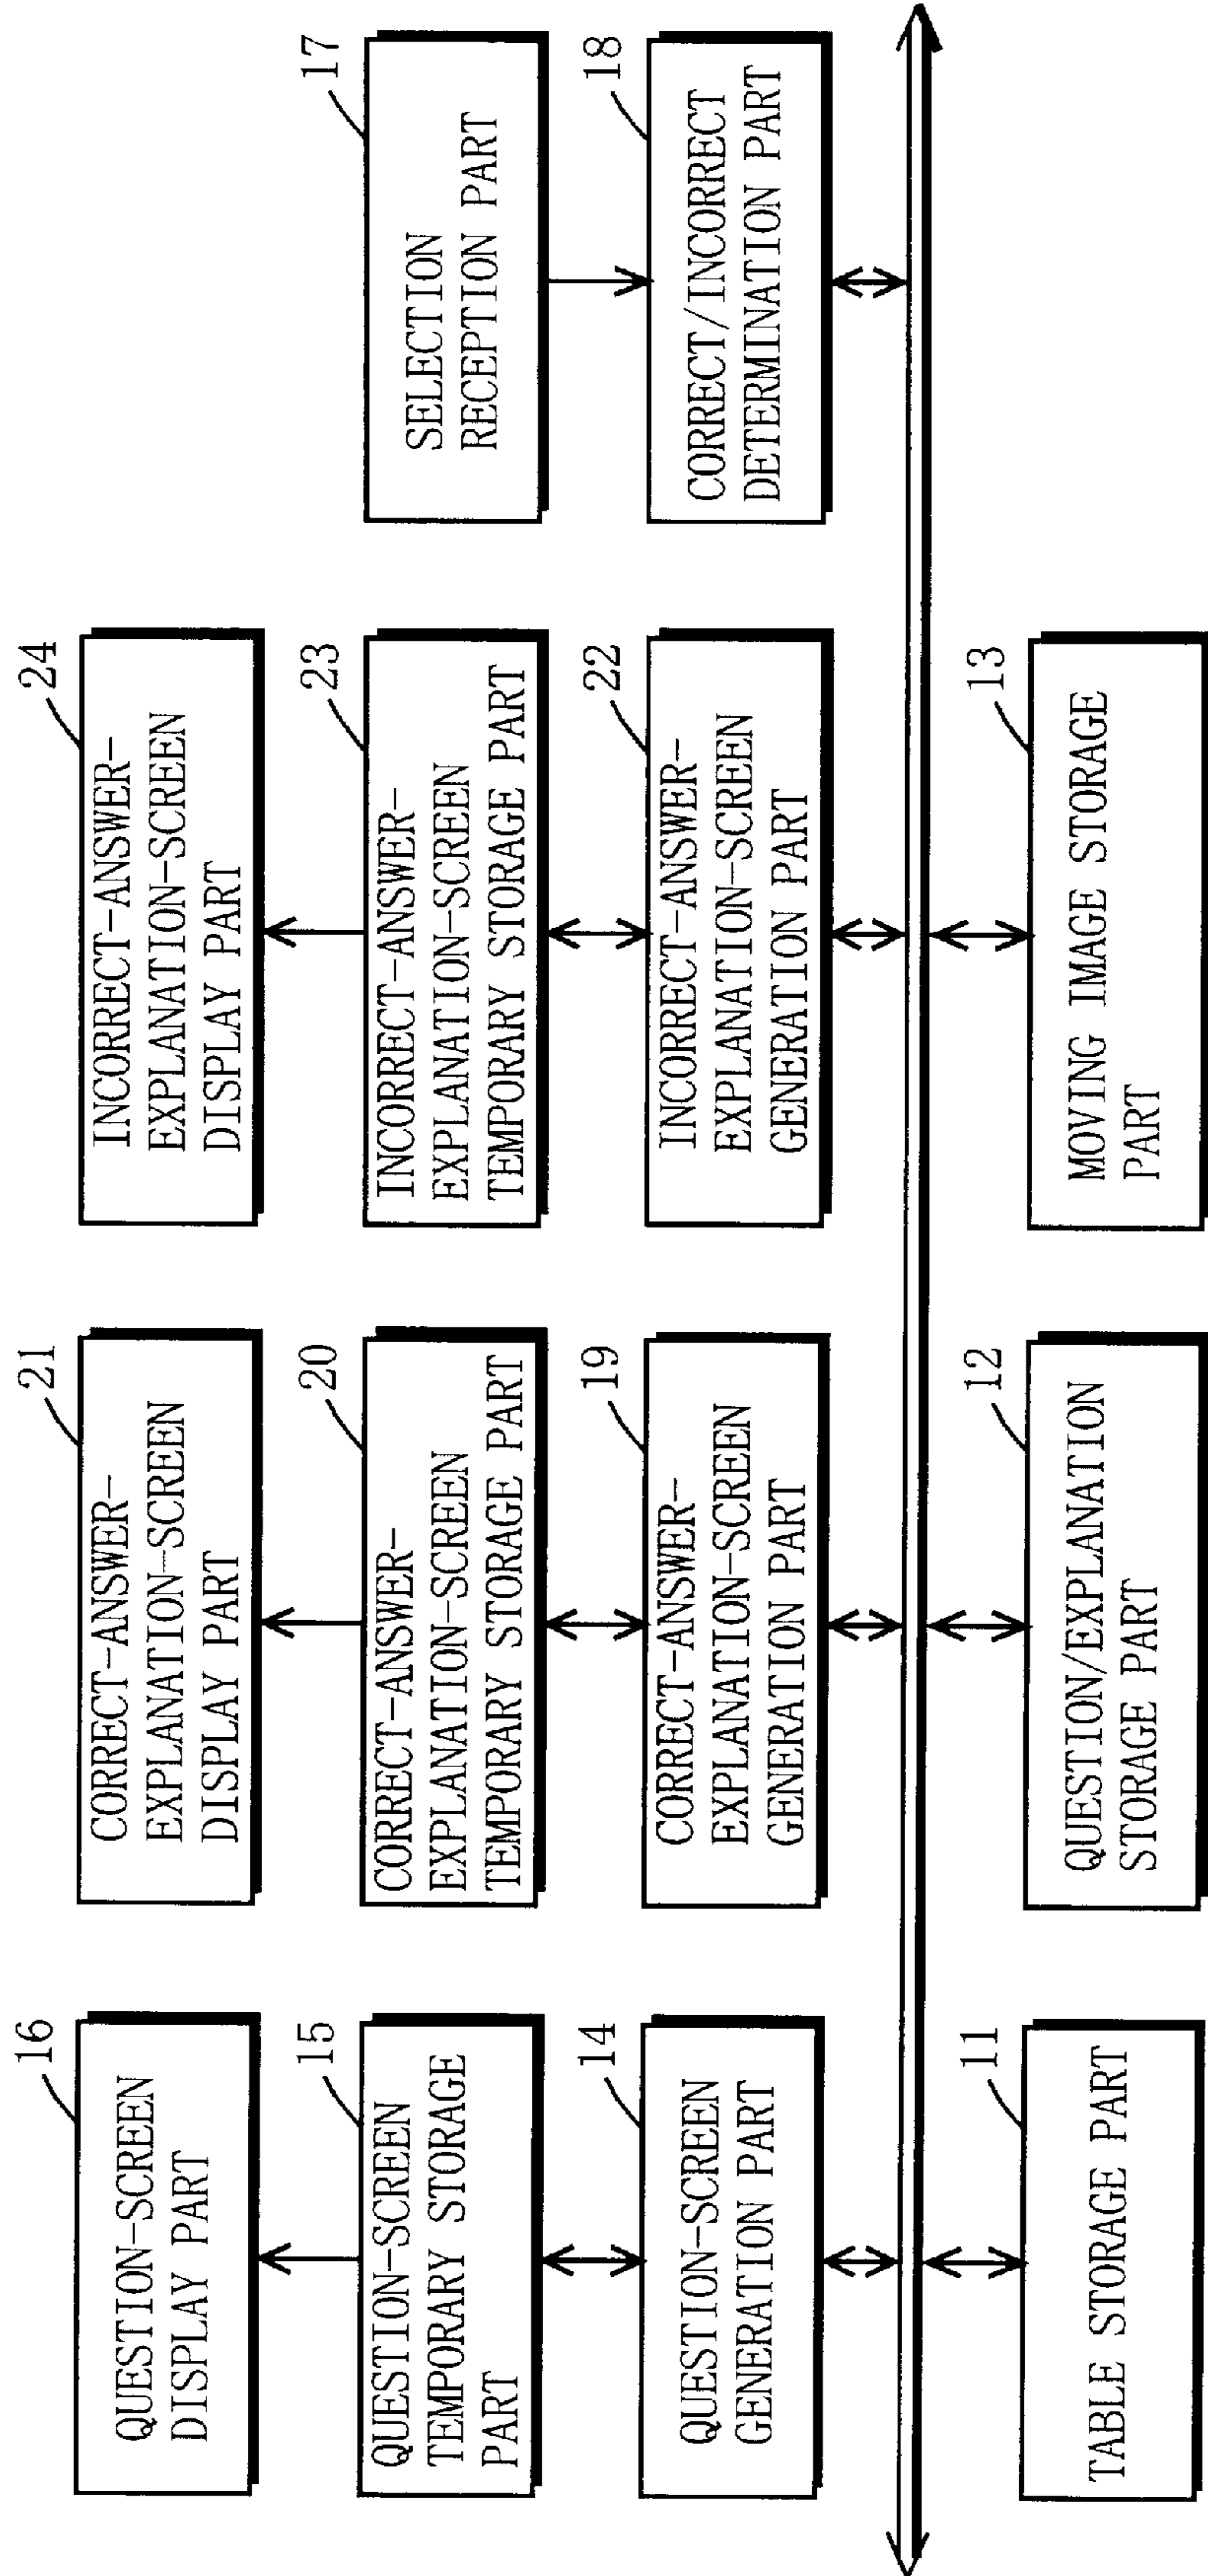 16
QUESTION-SCREEN
DISPLAY PART
21
CORRECT-ANSWER-
EXPLANATION-SCREEN
DISPLAY PART
24
INCORRECT-ANSWER-
EXPLANATION-SCREEN
DISPLAY PART
15
QUESTION-SCREEN
TEMPORARY STORAGE
PART
20
CORRECT-ANSWER-
EXPLANATION-SCREEN
TEMPORARY STORAGE PART
23
INCORRECT-ANSWER-
EXPLANATION-SCREEN
TEMPORARY STORAGE PART
17
SELECTION
RECEPTION PART
14
QUESTION-SCREEN
GENERATION PART
19
CORRECT-ANSWER-
EXPLANATION-SCREEN
GENERATION PART
22
INCORRECT-ANSWER-
EXPLANATION-SCREEN
GENERATION PART
18
CORRECT/INCORRECT
DETERMINATION PART
11
TABLE STORAGE PART
12
QUESTION/EXPLANATION
STORAGE PART
13
MOVING IMAGE STORAGE
PART